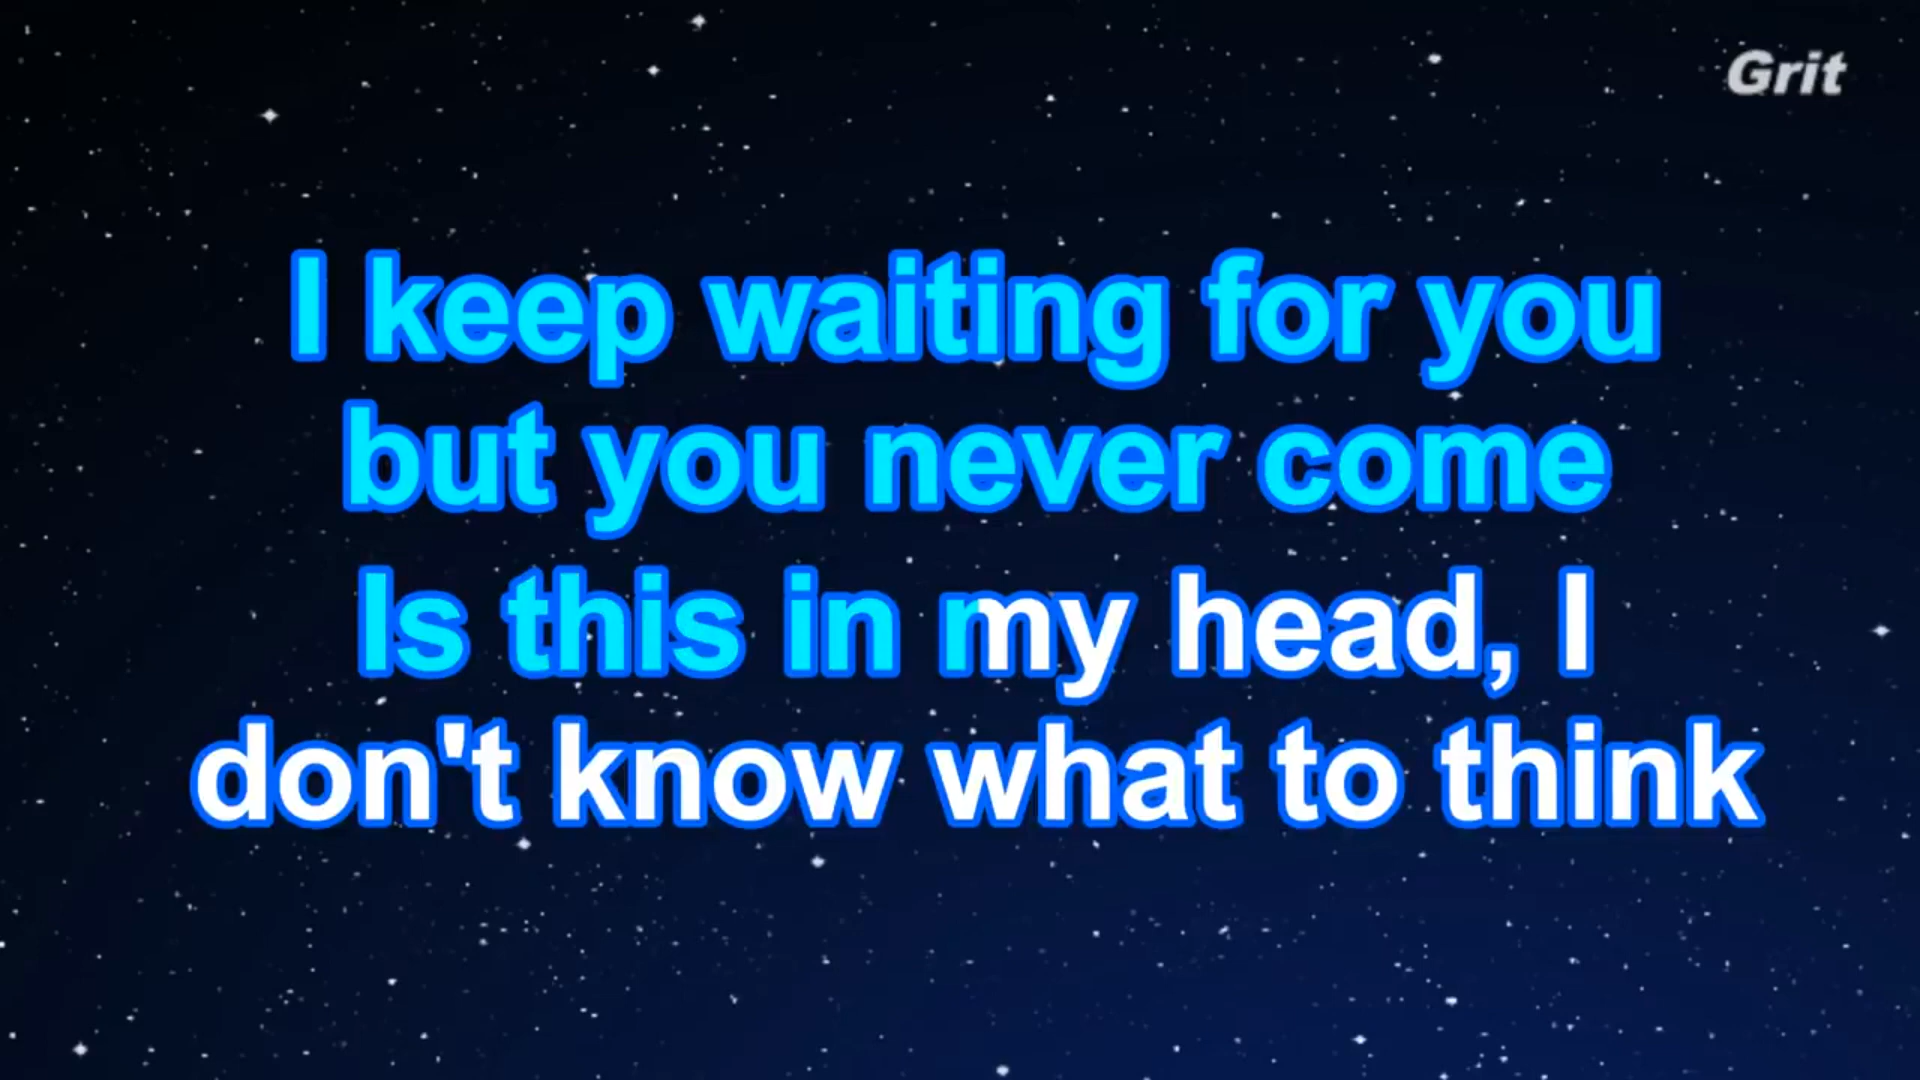 Grit
I keep waiting for you
but you never come
Is this in my head, I
don't know what to think